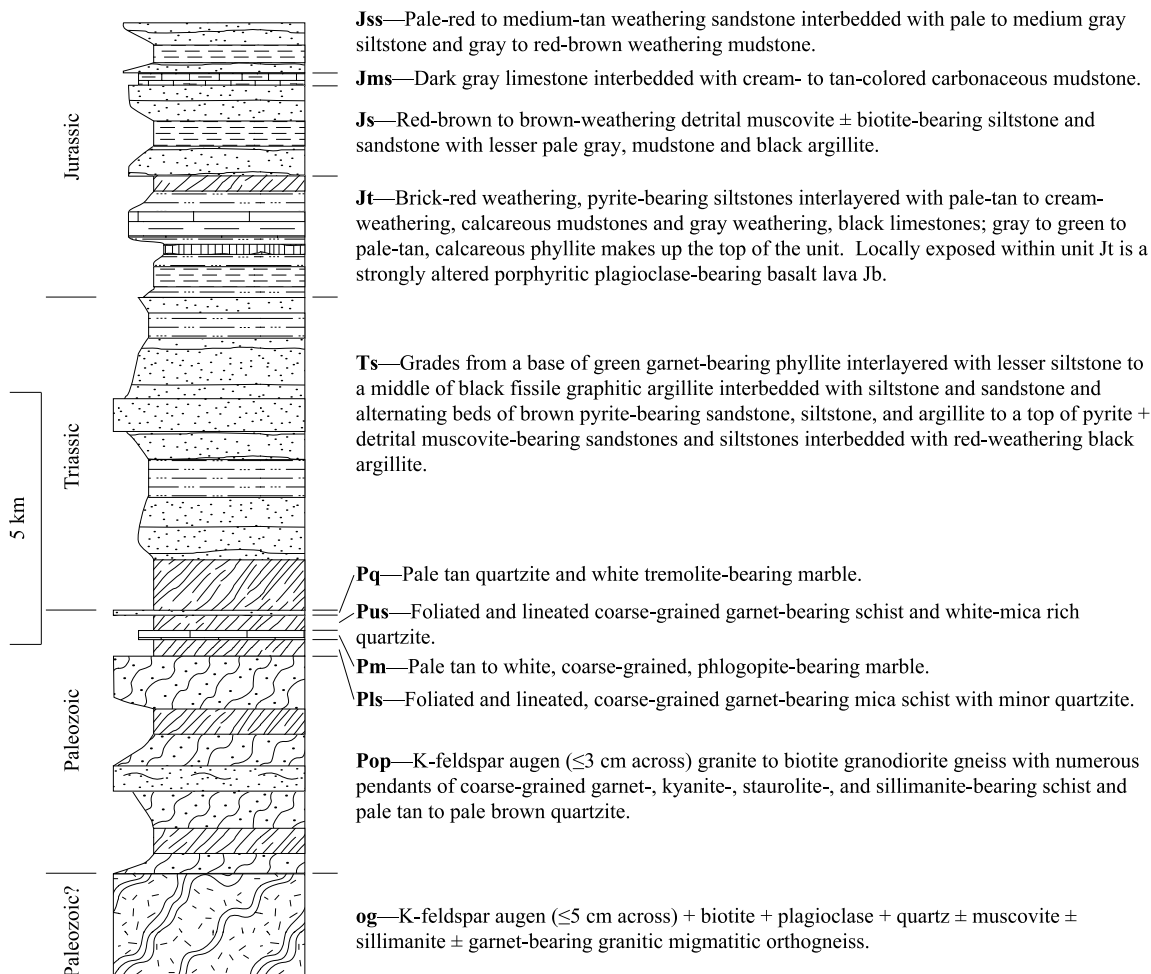 Jss—Pale-red to medium-tan weathering sandstone interbedded with pale to medium gray
siltstone and gray to red-brown weathering mudstone.
Jms—Dark gray limestone interbedded with cream- to tan-colored carbonaceous mudstone.
Jurassic
Js—Red-brown to brown-weathering detrital muscovite ± biotite-bearing siltstone and
sandstone with lesser pale gray, mudstone and black argillite.
Jt—Brick-red weathering, pyrite-bearing siltstones interlayered with pale-tan to cream-
weathering, calcareous mudstones and gray weathering, black limestones; gray to green to
pale-tan, calcareous phyllite makes up the top of the unit.  Locally exposed within unit Jt is a
strongly altered porphyritic plagioclase-bearing basalt lava Jb.
Triassic
Ts—Grades from a base of green garnet-bearing phyllite interlayered with lesser siltstone to
a middle of black fissile graphitic argillite interbedded with siltstone and sandstone and
alternating beds of brown pyrite-bearing sandstone, siltstone, and argillite to a top of pyrite +
detrital muscovite-bearing sandstones and siltstones interbedded with red-weathering black
argillite.
5 km
Pq—Pale tan quartzite and white tremolite-bearing marble.
Pus—Foliated and lineated coarse-grained garnet-bearing schist and white-mica rich
quartzite.
Pm—Pale tan to white, coarse-grained, phlogopite-bearing marble.
Pls—Foliated and lineated, coarse-grained garnet-bearing mica schist with minor quartzite.
Paleozoic
Pop—K-feldspar augen (≤3 cm across) granite to biotite granodiorite gneiss with numerous
pendants of coarse-grained garnet-, kyanite-, staurolite-, and sillimanite-bearing schist and
pale tan to pale brown quartzite.
Paleozoic?
og—K-feldspar augen (≤5 cm across) + biotite + plagioclase + quartz ± muscovite ±
sillimanite ± garnet-bearing granitic migmatitic orthogneiss.